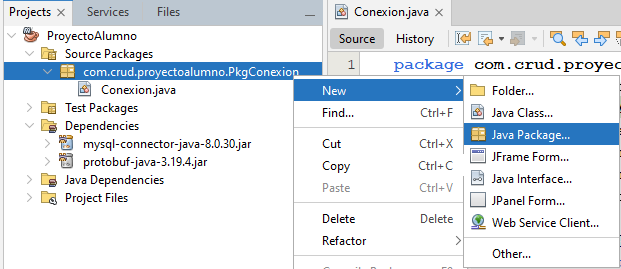 Projects × Services Files
ProyectoAlumno
Source Packages
com.crud.proyectoalumno.PkgConexion
Conexion.java
Test Packages
Dependencies
mysql-connector-java-8.0.30.jar
protobuf-java-3.19.4.jar
Java Dependencies
Project Files
Conexion.java ×
Source History
1 package com.crud.proyec
New
Find... Ctrl+F
Cut Ctrl+X
Copy Ctrl+C
Paste Ctrl+V
Delete Delete
Refactor
Folder...
Java Class...
Java Package...
JFrame Form...
Java Interface...
JPanel Form...
Web Service Client...
Other...